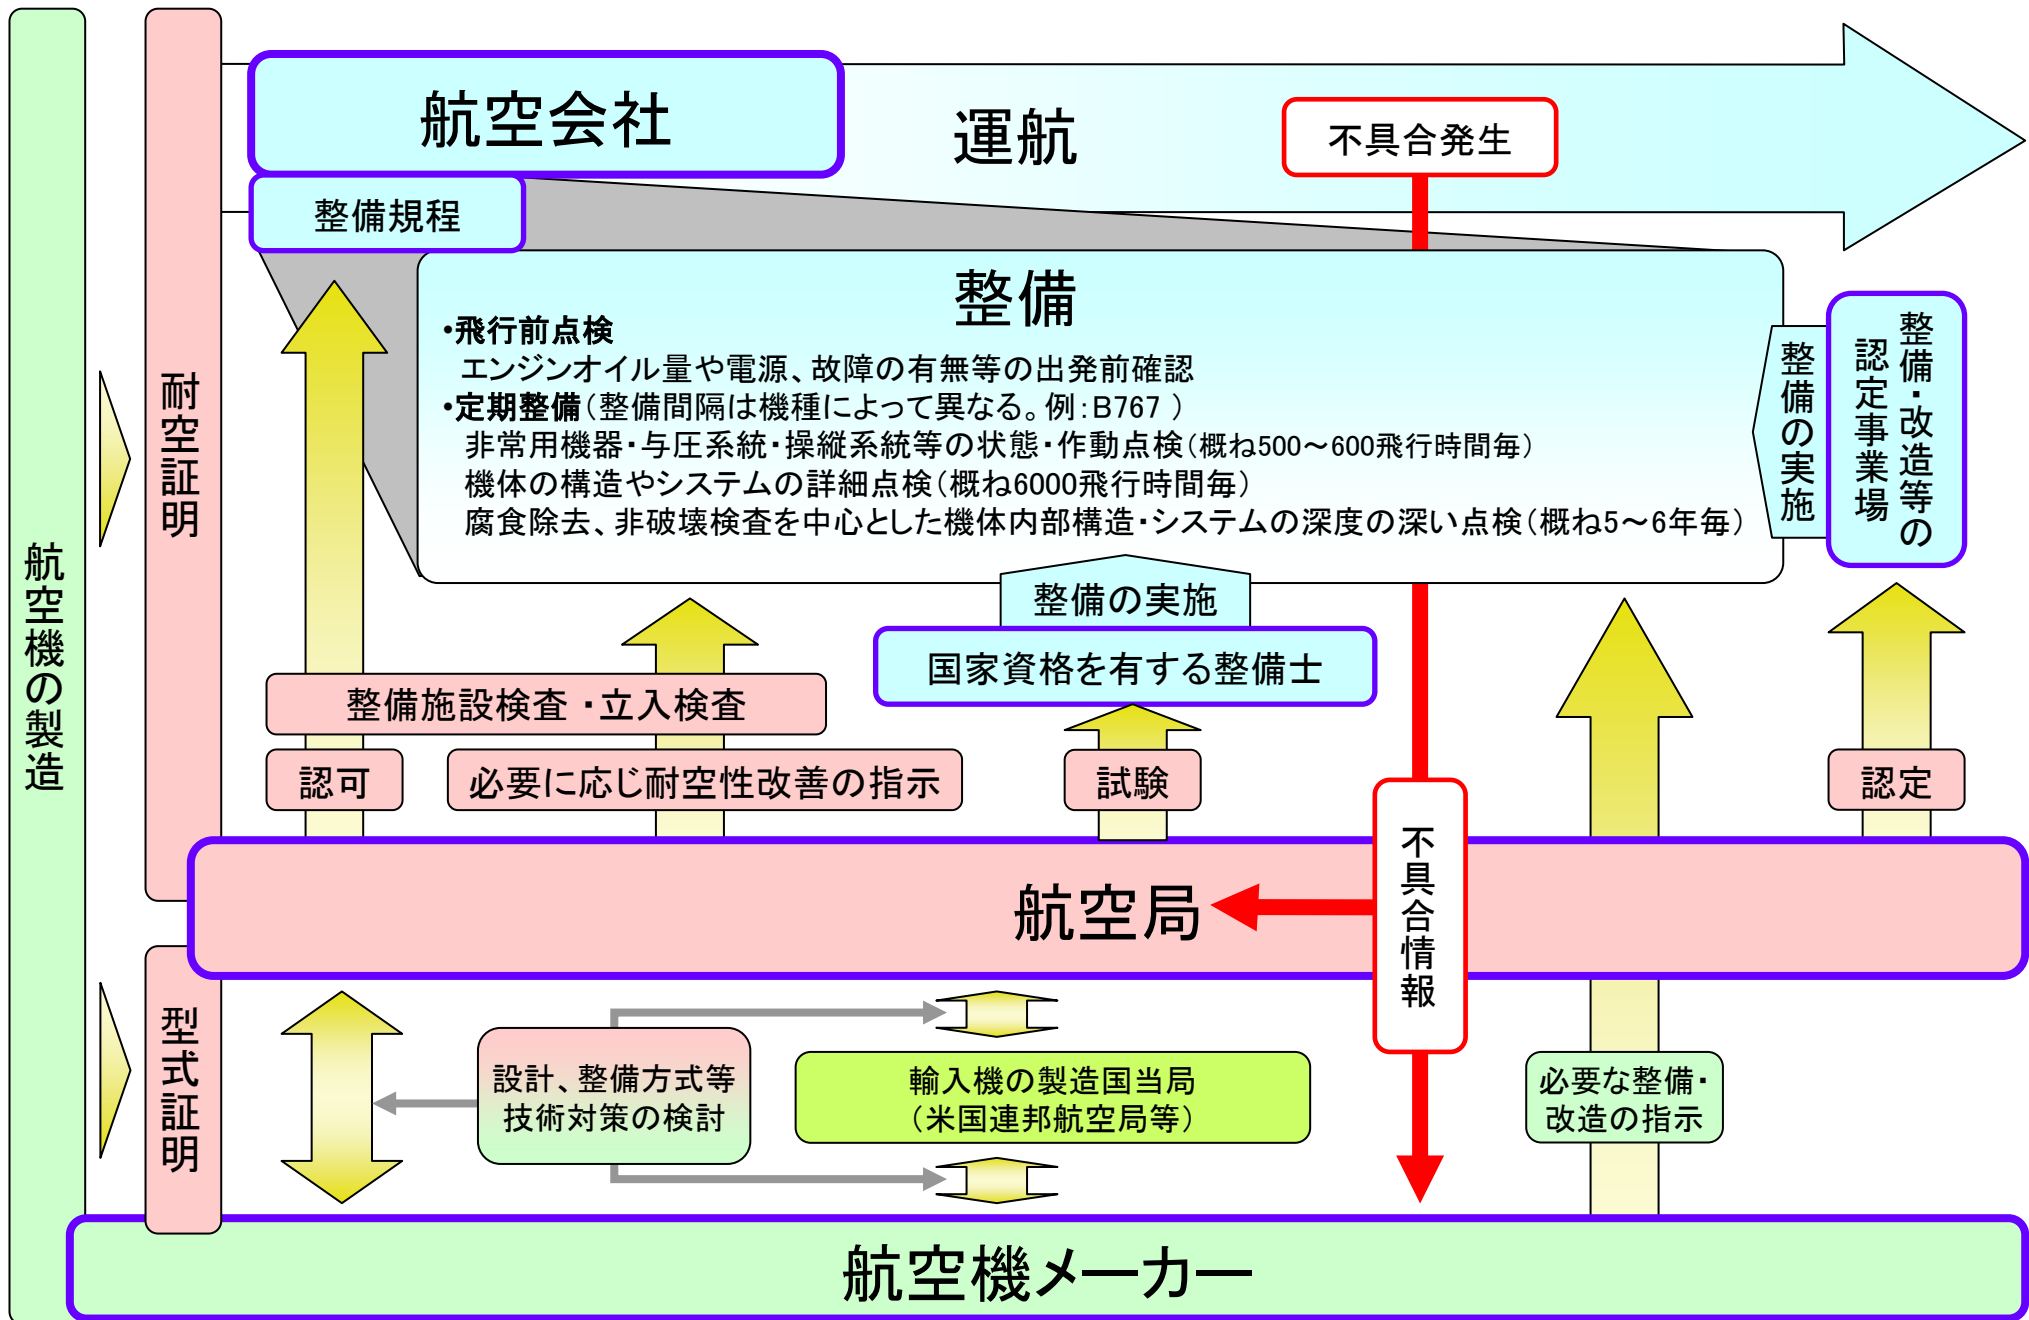 航空機の製造
耐空証明
型式証明
航空会社
運航
不具合発生
整備規程
整備
・飛行前点検
エンジンオイル量や電源、故障の有無等の出発前確認
・定期整備（整備間隔は機種によって異なる。例：B767 ）
非常用機器・与圧系統・操縦系統等の状態・作動点検（概ね500～600飛行時間毎）
機体の構造やシステムの詳細点検（概ね6000飛行時間毎）
腐食除去、非破壊検査を中心とした機体内部構造・システムの深度の深い点検（概ね5～6年毎）
整備の実施
整備・改造等の
認定事業場
整備の実施
国家資格を有する整備士
整備施設検査 ・立入検査
認可
必要に応じ耐空性改善の指示
試験
認定
航空局
不具合情報
設計、整備方式等
技術対策の検討
輸入機の製造国当局
（米国連邦航空局等）
必要な整備・
改造の指示
航空機メーカー